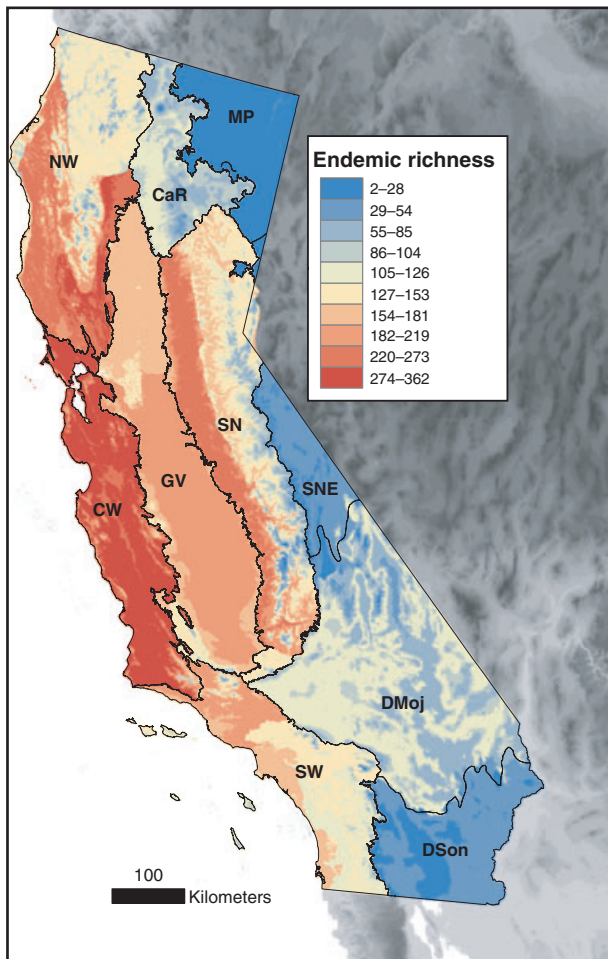 MP
NW
CaR
Endemic richness
2–28
29–54
55–85
86–104
105–126
127–153
154–181
182–219
220–273
274–362
SN
GV
SNE
CW
DMoj
SW
DSon
100
Kilometers